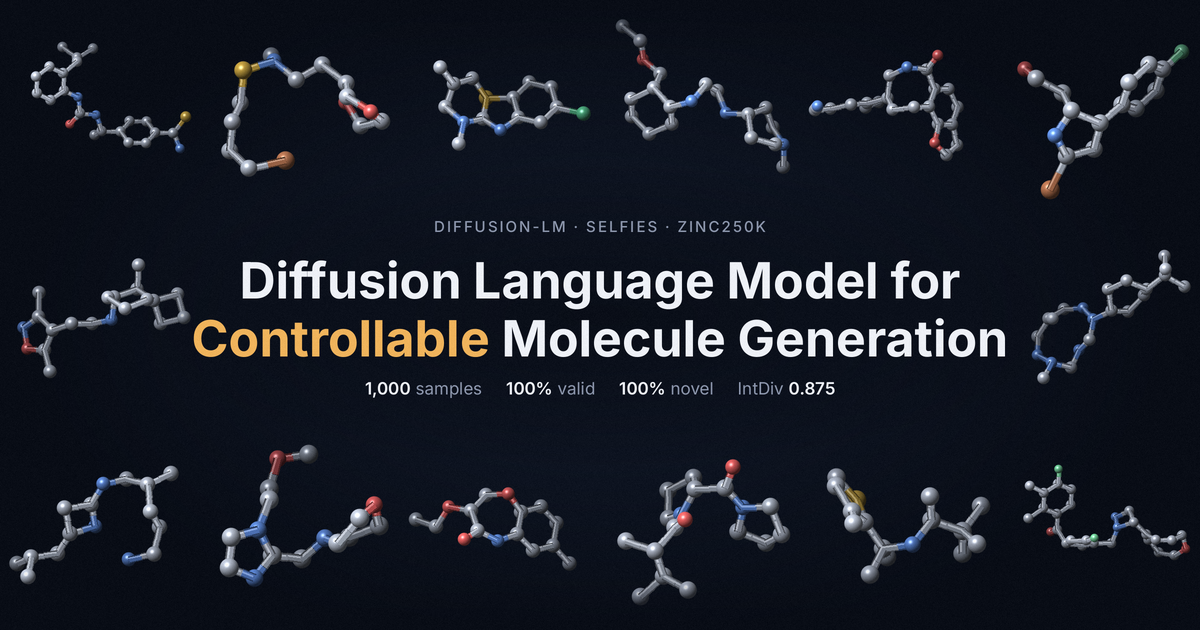 DIFFUSION-LM · SELFIES · ZINC250K
Diffusion Language Model for
Controllable Molecule Generation
1,000 samples 100% valid 100% novel IntDiv 0.875